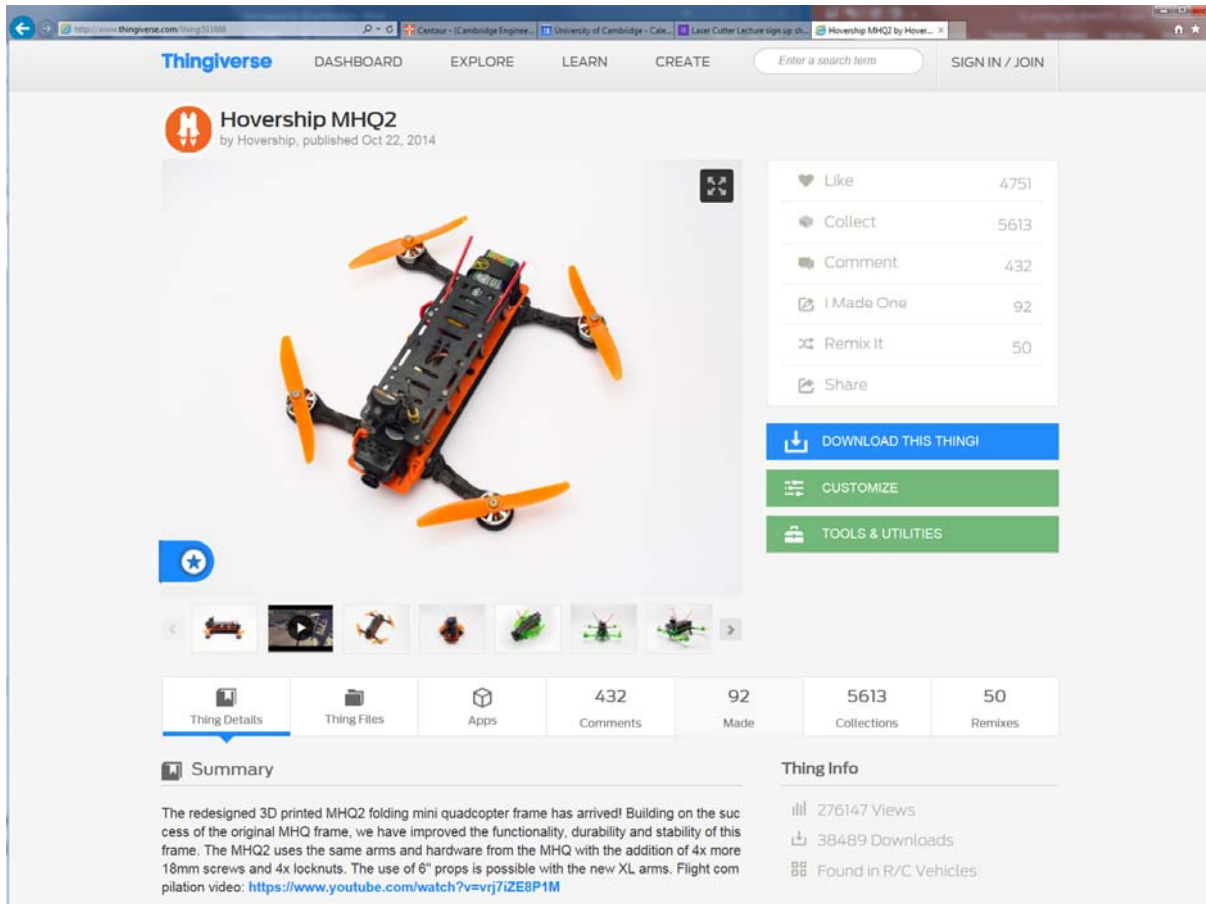 http://www.thingiverse.com/thing:511668
Centaur - (Cambridge Enginee...
University of Cambridge - Cale...
Laser Cutter Lecture sign up sh...
Hovership MHQ2 by Hover...
Thingiverse
DASHBOARD
EXPLORE
LEARN
CREATE
Enter a search term
SIGN IN / JOIN
Hovership MHQ2
by Hovership, published Oct 22, 2014
Like 4751
Collect 5613
Comment 432
I Made One 92
Remix It 50
Share
DOWNLOAD THIS THING!
CUSTOMIZE
TOOLS & UTILITIES
Thing Details
Thing Files
Apps
432
Comments
92
Made
5613
Collections
50
Remixes
Summary
The redesigned 3D printed MHQ2 folding mini quadcopter frame has arrived! Building on the suc
cess of the original MHQ frame, we have improved the functionality, durability and stability of this
frame. The MHQ2 uses the same arms and hardware from the MHQ with the addition of 4x more
18mm screws and 4x locknuts. The use of 6" props is possible with the new XL arms. Flight com
pilation video: https://www.youtube.com/watch?v=vrj7iZE8P1M
Thing Info
276147 Views
38489 Downloads
Found in R/C Vehicles